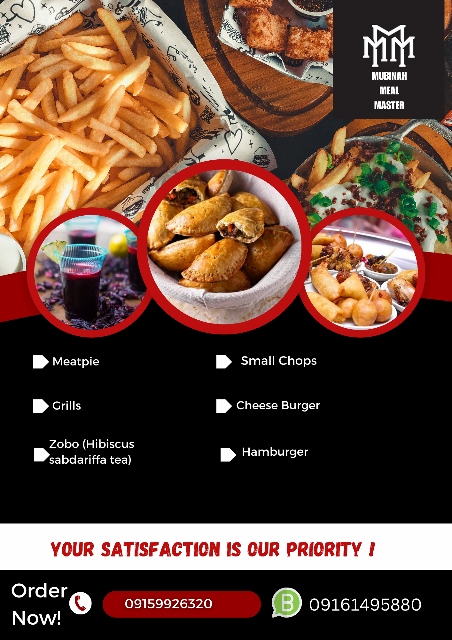 MMM
MUBINAH
MEAL
MASTER
Meatpie
Small Chops
Grills
Cheese Burger
Zobo (Hibiscus
sabdariffa tea)
Hamburger
YOUR SATISFACTION IS OUR PRIORITY !
Order
Now!
09159926320
B
09161495880